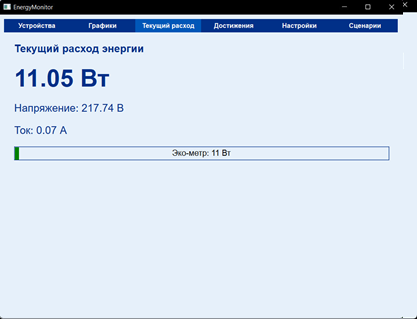 EnergyMonitor
Устройства Графики Текущий расход Достижения Настройки Сценарии
Текущий расход энергии
11.05 Вт
Напряжение: 217.74 В
Ток: 0.07 А
Эко-метр: 11 Вт